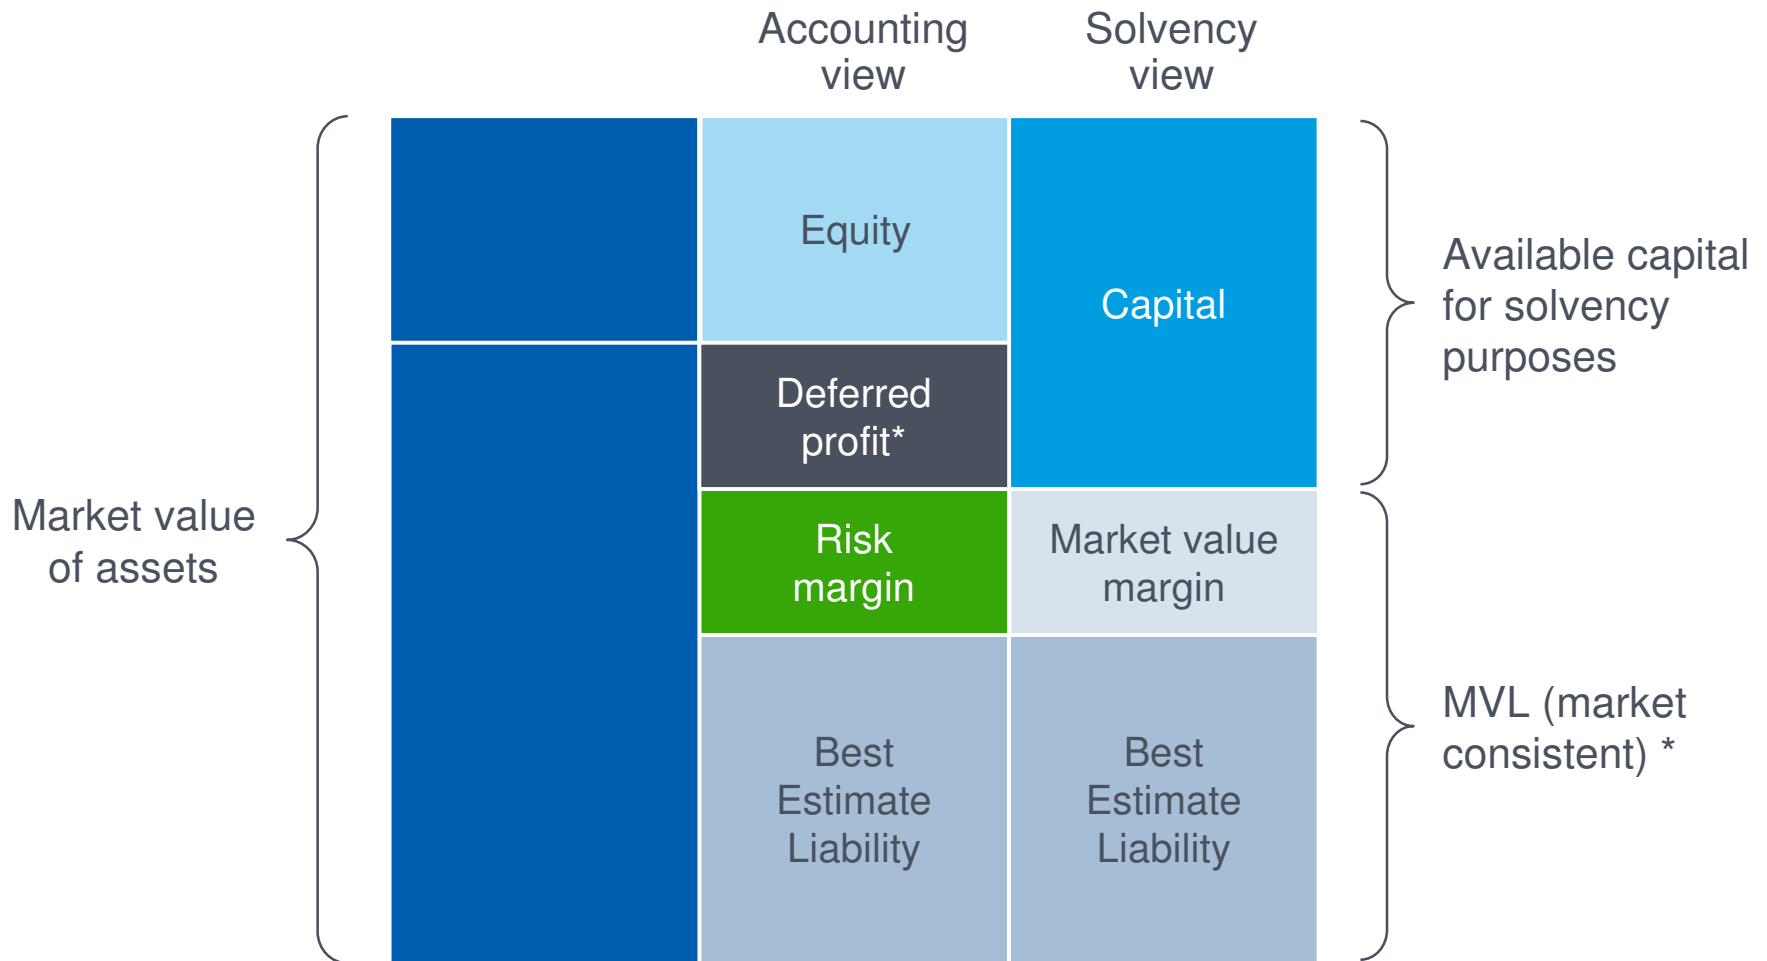 Accounting
view
Solvency
view
Equity
Capital
Available capital
for solvency
purposes
Deferred
profit*
Market value
of assets
Risk
margin
Market value
margin
MVL (market
consistent) *
Best
Estimate
Liability
Best
Estimate
Liability